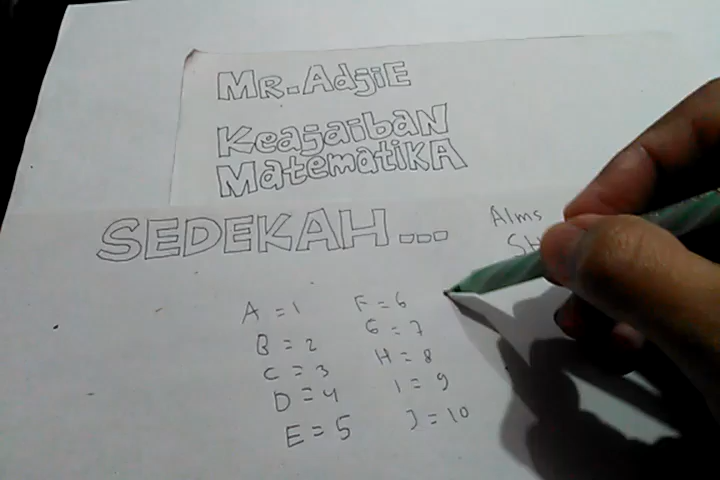 MR. AdjiE
KeajaibaN
MatematiKA
SEDEKAH...
Alms
A = 1
B = 2
C = 3
D = 4
E = 5
F = 6
G = 7
H = 8
I = 9
J = 10